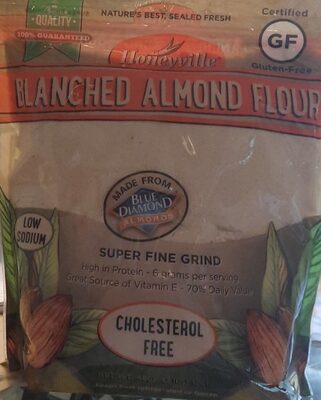 NATURE'S BEST, SEALED FRESH
QUALITY
100% GUARANTEED
Certified
GF
Gluten-Free
Honeyville
BLANCHED ALMOND FLOUR
MADE FROM
BLUE
DIAMOND
ALMONDS
LOW
SODIUM
SUPER FINE GRIND
High in Protein - 6 grams per serving
Great Source of Vitamin E - 70% Daily Value
CHOLESTEROL
FREE